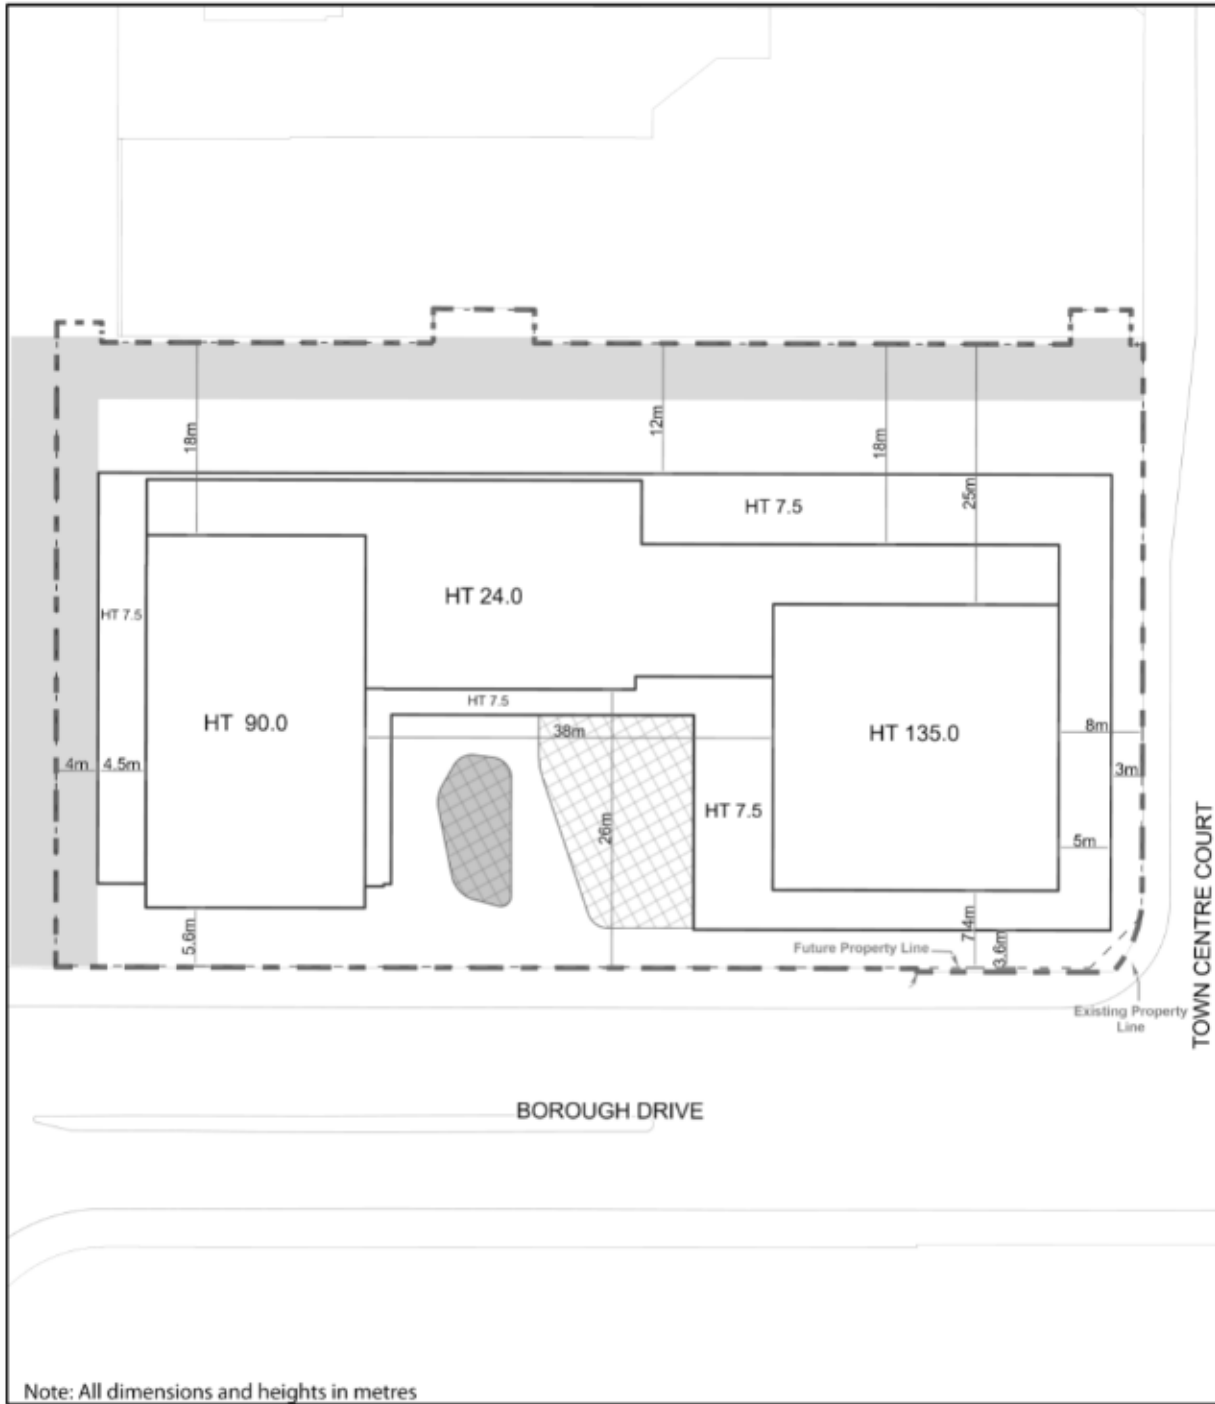 18m
12m
18m
25m
HT 7.5
HT 24.0
HT 7.5
HT 7.5
HT 90.0
38m
HT 135.0
8m
4m
4.5m
3m
HT 7.5
26m
5m
TOWN CENTRE COURT
5.6m
7.4m
3.6m
Future Property Line
Existing Property
Line
BOROUGH DRIVE
Note: All dimensions and heights in metres